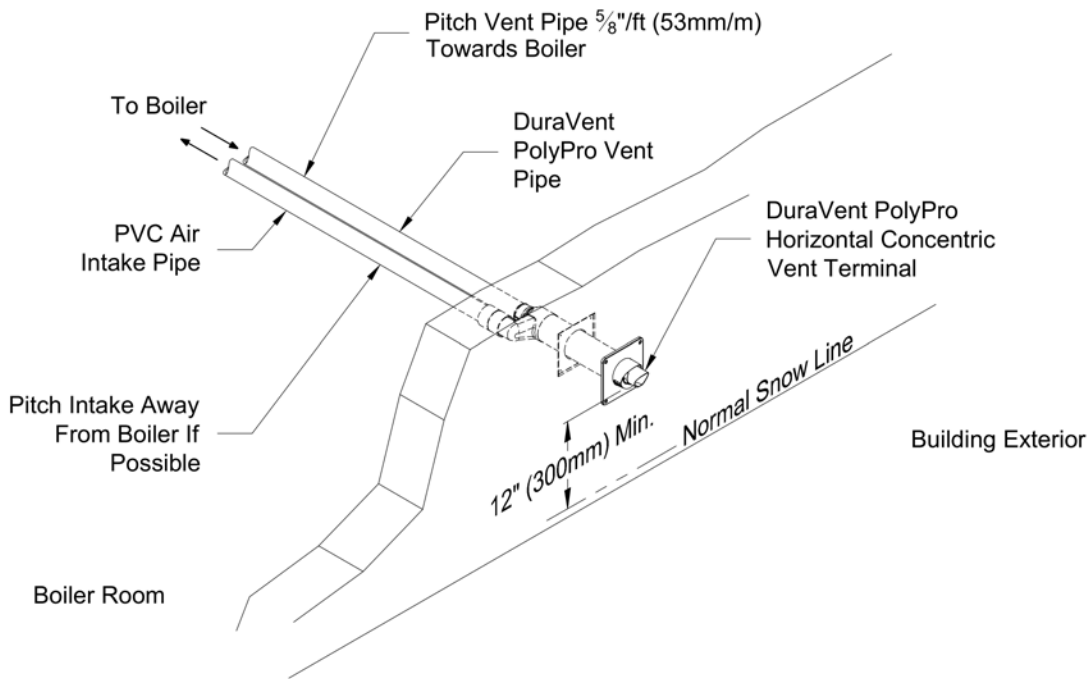 Pitch Vent Pipe ⅝"/ft (53mm/m)
Towards Boiler
To Boiler
DuraVent
PolyPro Vent
Pipe
DuraVent PolyPro
Horizontal Concentric
Vent Terminal
PVC Air
Intake Pipe
Pitch Intake Away
From Boiler If
Possible
12" (300mm) Min.
Normal Snow Line
Building Exterior
Boiler Room